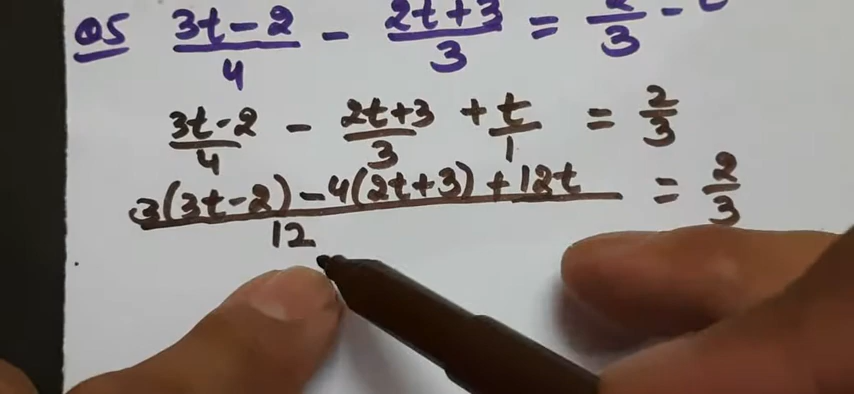 Q5 3t-2/4 - 2t+3/3 = 2/3 - t
3t-2/4 - 2t+3/3 + t/1 = 2/3
3(3t-2)-4(2t+3)+12t/12 = 2/3